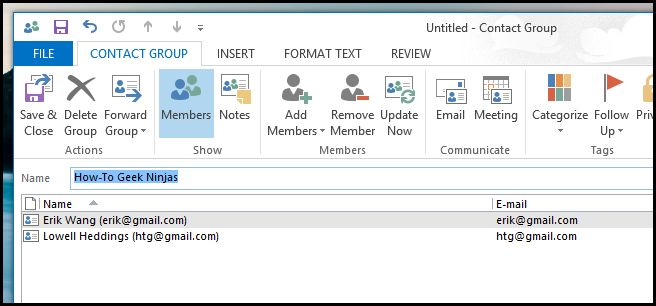 Untitled - Contact Group
FILE CONTACT GROUP INSERT FORMAT TEXT REVIEW
Save & Close Delete Group Forward Group Members Notes Add Members Remove Member Update Now Email Meeting Categorize Follow Up
Actions Show Members Communicate Tags
Name How-To Geek Ninjas
Name E-mail
Erik Wang (erik@gmail.com) erik@gmail.com
Lowell Heddings (htg@gmail.com) htg@gmail.com